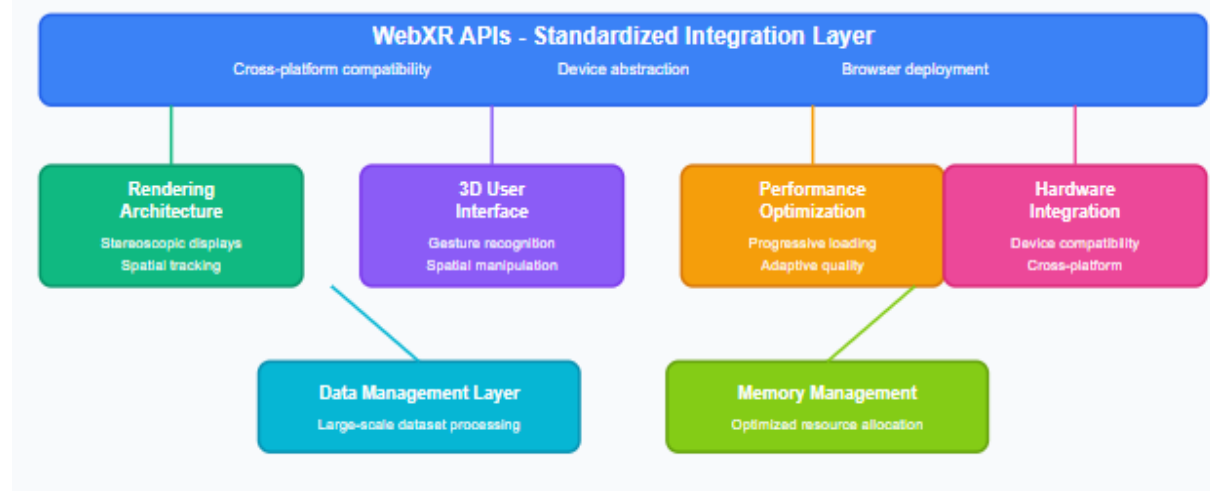 WebXR APIs - Standardized Integration Layer
Cross-platform compatibility Device abstraction Browser deployment
Rendering
Architecture
Stereoscopic displays
Spatial tracking
3D User
Interface
Gesture recognition
Spatial manipulation
Performance
Optimization
Progressive loading
Adaptive quality
Hardware
Integration
Device compatibility
Cross-platform
Data Management Layer
Large-scale dataset processing
Memory Management
Optimized resource allocation